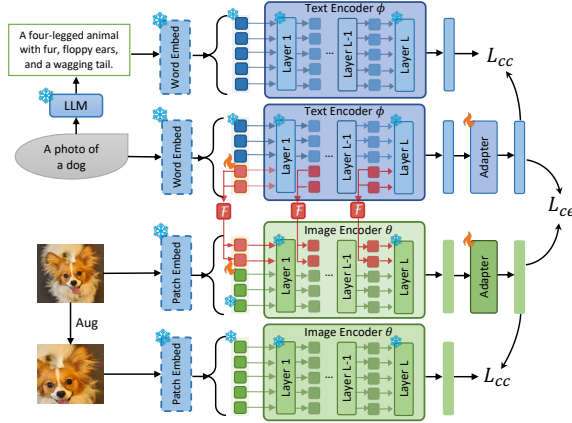 A four-legged animal
with fur, floppy ears,
and a wagging tail.
LLM
A photo of
a dog
Word Embed
Text Encoder ϕ
Layer 1
...
Layer L-1
Layer L
L_cc
Word Embed
Text Encoder ϕ
Layer 1
...
Layer L-1
Layer L
Adapter
L_ce
F
F
F
Patch Embed
Image Encoder θ
Layer 1
...
Layer L-1
Layer L
Adapter
Aug
Patch Embed
Image Encoder θ
Layer 1
...
Layer L-1
Layer L
L_cc